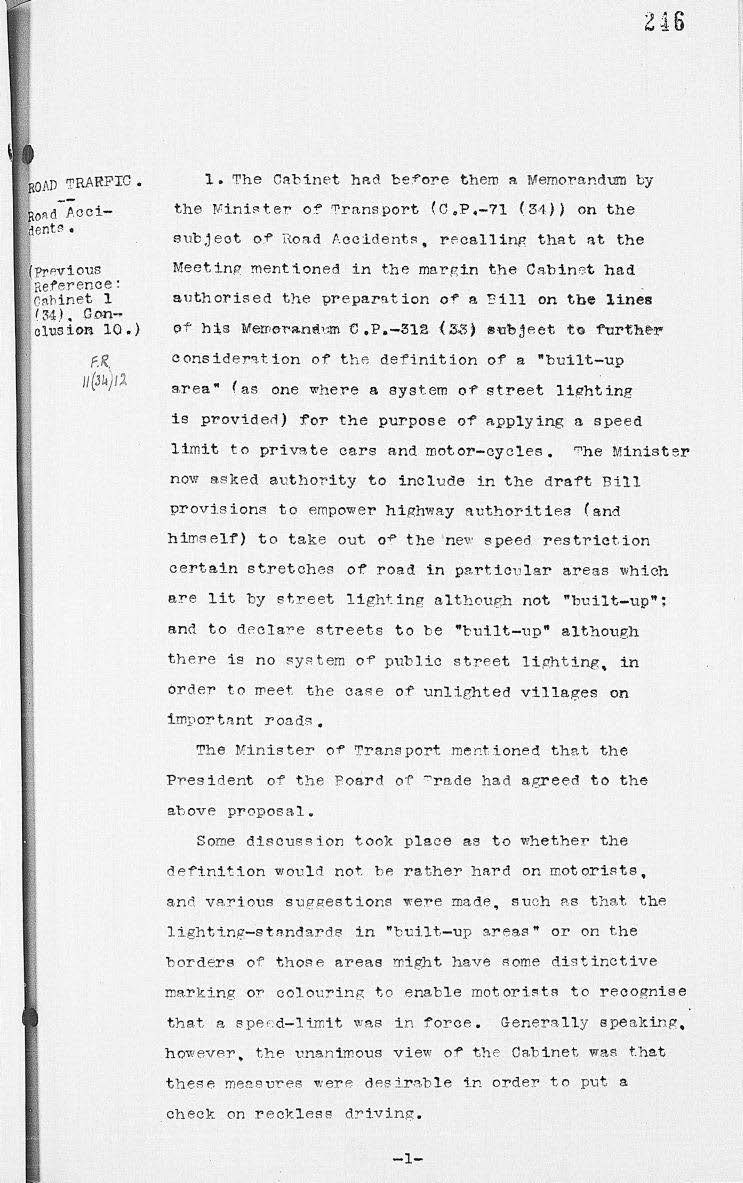 246
ROAD TRAFFIC.
Road Acci-
dents.
(Previous
Reference:
Cabinet 1
(34), Con-
clusion 10.)
F.R.
11(34)12
1. The Cabinet had before them a Memorandum by
the Minister of Transport (C.P.-71 (34)) on the
subject of Road Accidents, recalling that at the
Meeting mentioned in the margin the Cabinet had
authorised the preparation of a Bill on the lines
of his Memorandum C.P.-312 (33) subject to further
consideration of the definition of a "built-up
area" (as one where a system of street lighting
is provided) for the purpose of applying a speed
limit to private cars and motor-cycles. The Minister
now asked authority to include in the draft Bill
provisions to empower highway authorities (and
himself) to take out of the new speed restriction
certain stretches of road in particular areas which
are lit by street lighting although not "built-up";
and to declare streets to be "built-up" although
there is no system of public street lighting, in
order to meet the case of unlighted villages on
important roads.
The Minister of Transport mentioned that the
President of the Board of Trade had agreed to the
above proposal.
Some discussion took place as to whether the
definition would not be rather hard on motorists,
and various suggestions were made, such as that the
lighting-standards in "built-up areas" or on the
borders of those areas might have some distinctive
marking or colouring to enable motorists to recognise
that a speed-limit was in force. Generally speaking,
however, the unanimous view of the Cabinet was that
these measures were desirable in order to put a
check on reckless driving.
-1-